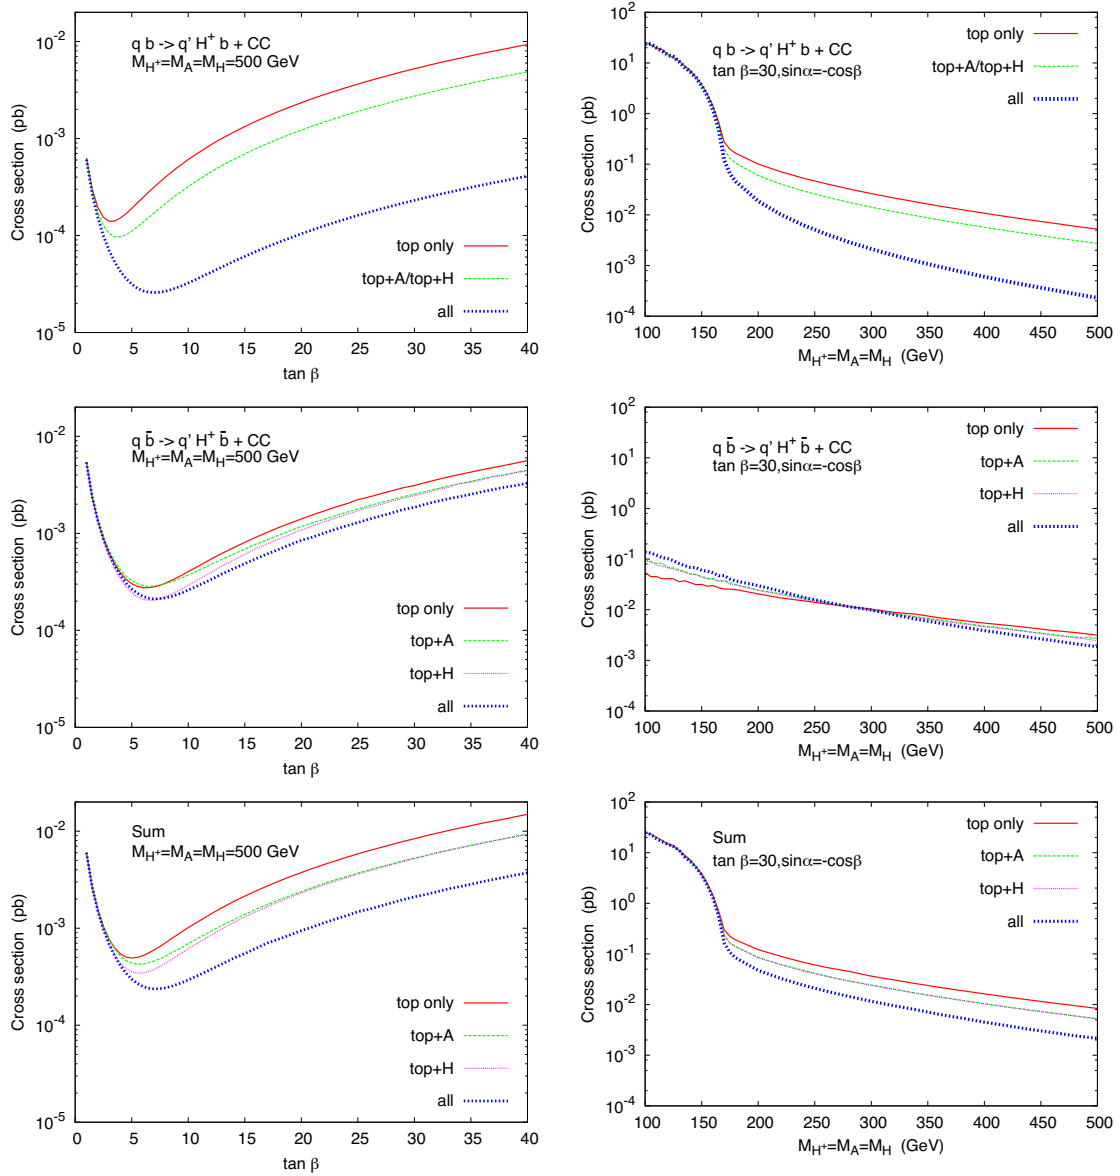 q b -> q' H+ b + CC
MH+=MA=MH=500 GeV
Cross section (pb)
10-2
10-3
10-4
10-5
top only
top+A/top+H
all
0 5 10 15 20 25 30 35 40
tan β
q b -> q' H+ b + CC
tan β=30,sinα=-cosβ
top only
top+A/top+H
all
Cross section (pb)
102
101
100
10-1
10-2
10-3
10-4
100 150 200 250 300 350 400 450 500
MH+=MA=MH (GeV)
q b̄ -> q' H+ b̄ + CC
MH+=MA=MH=500 GeV
Cross section (pb)
10-2
10-3
10-4
10-5
top only
top+A
top+H
all
0 5 10 15 20 25 30 35 40
tan β
q b̄ -> q' H+ b̄ + CC
tan β=30,sinα=-cosβ
top only
top+A
top+H
all
Cross section (pb)
102
101
100
10-1
10-2
10-3
10-4
100 150 200 250 300 350 400 450 500
MH+=MA=MH (GeV)
Sum
MH+=MA=MH=500 GeV
Cross section (pb)
10-2
10-3
10-4
10-5
top only
top+A
top+H
all
0 5 10 15 20 25 30 35 40
tan β
Sum
tan β=30,sinα=-cosβ
top only
top+A
top+H
all
Cross section (pb)
102
101
100
10-1
10-2
10-3
10-4
100 150 200 250 300 350 400 450 500
MH+=MA=MH (GeV)